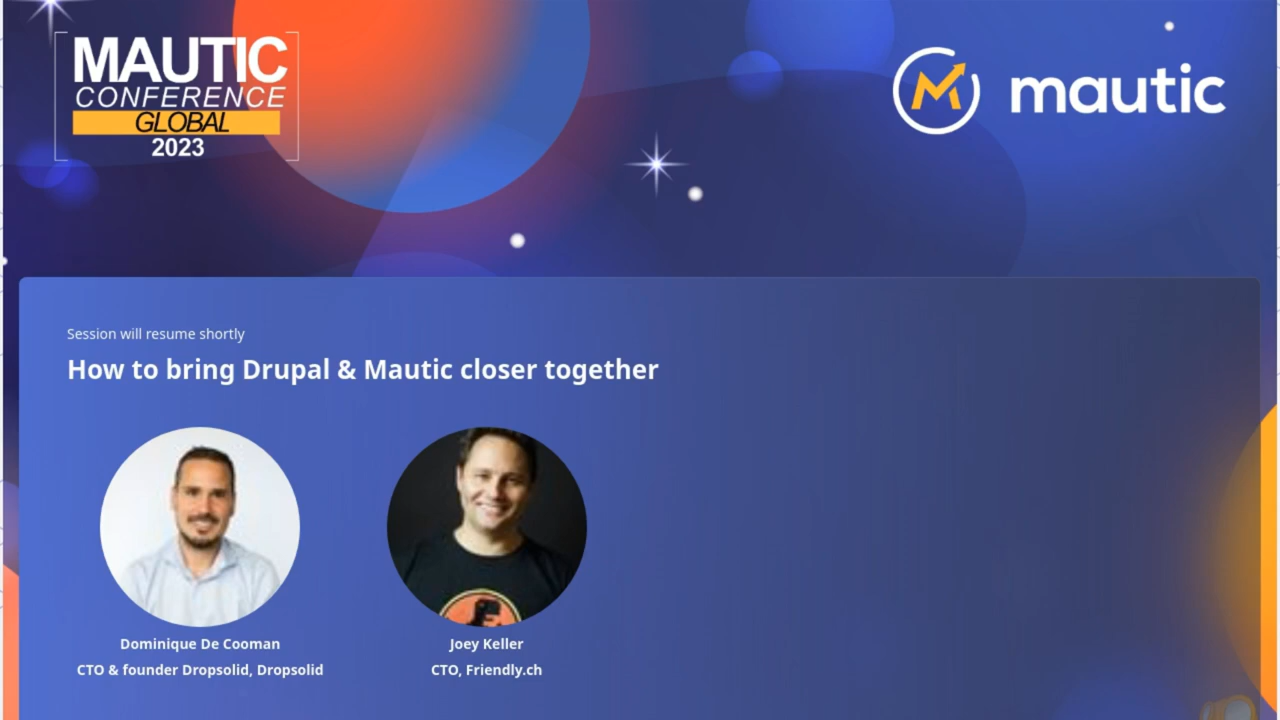 MAUTIC
CONFERENCE
GLOBAL
2023
mautic
Session will resume shortly
How to bring Drupal & Mautic closer together
Dominique De Cooman
CTO & founder Dropsolid, Dropsolid
Joey Keller
CTO, Friendly.ch